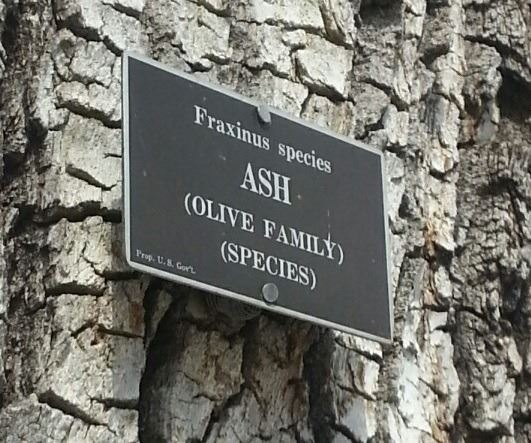 Fraxinus species
ASH
(OLIVE FAMILY)
(SPECIES)
Prop. U. S. Gov't.